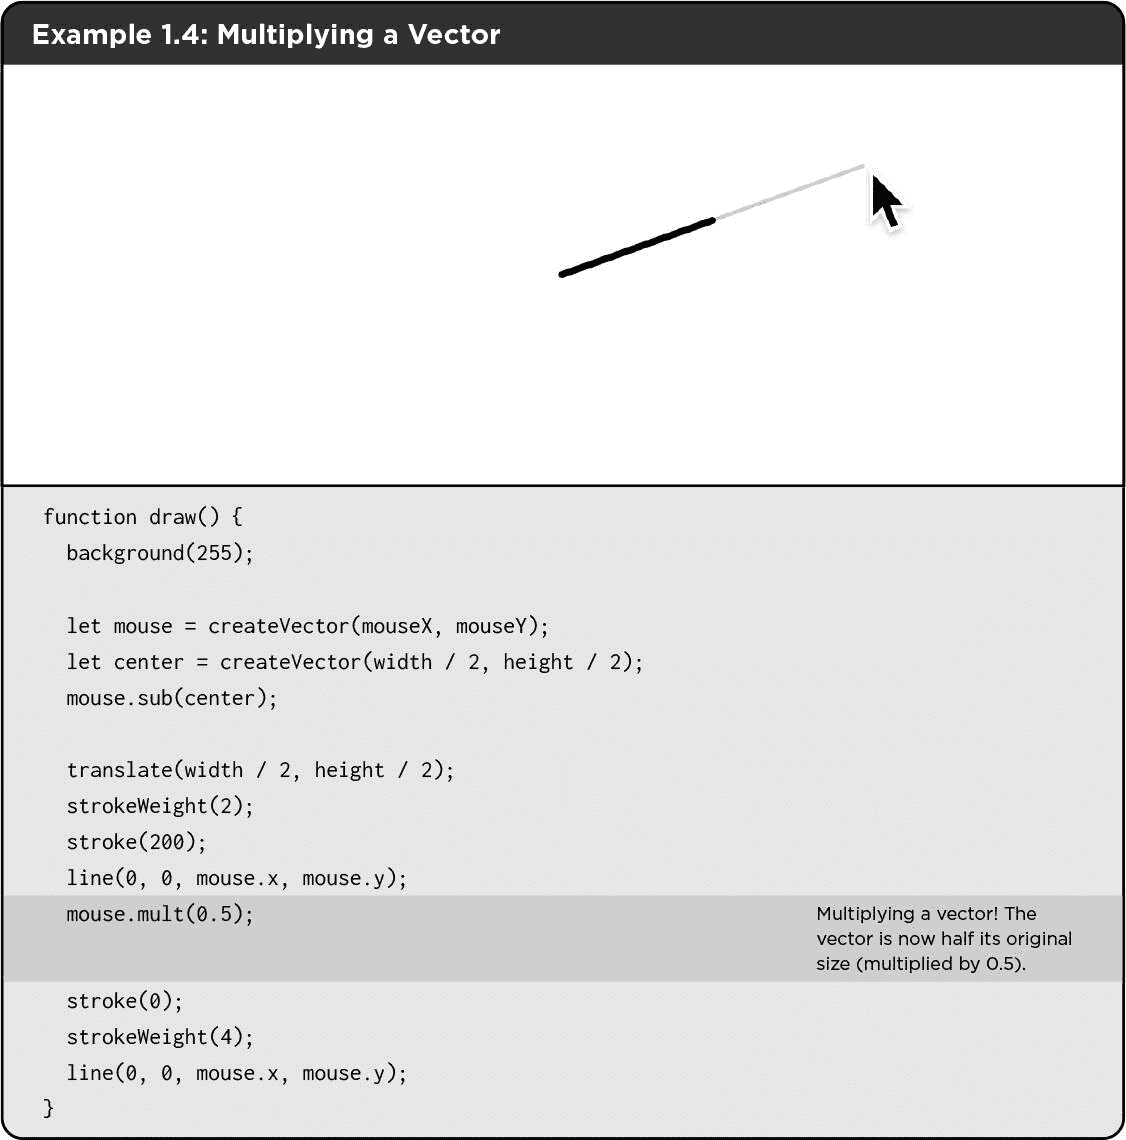 Example 1.4: Multiplying a Vector
function draw() {
background(255);
let mouse = createVector(mouseX, mouseY);
let center = createVector(width / 2, height / 2);
mouse.sub(center);
translate(width / 2, height / 2);
strokeWeight(2);
stroke(200);
line(0, 0, mouse.x, mouse.y);
mouse.mult(0.5);
Multiplying a vector! The
vector is now half its original
size (multiplied by 0.5).
stroke(0);
strokeWeight(4);
line(0, 0, mouse.x, mouse.y);
}